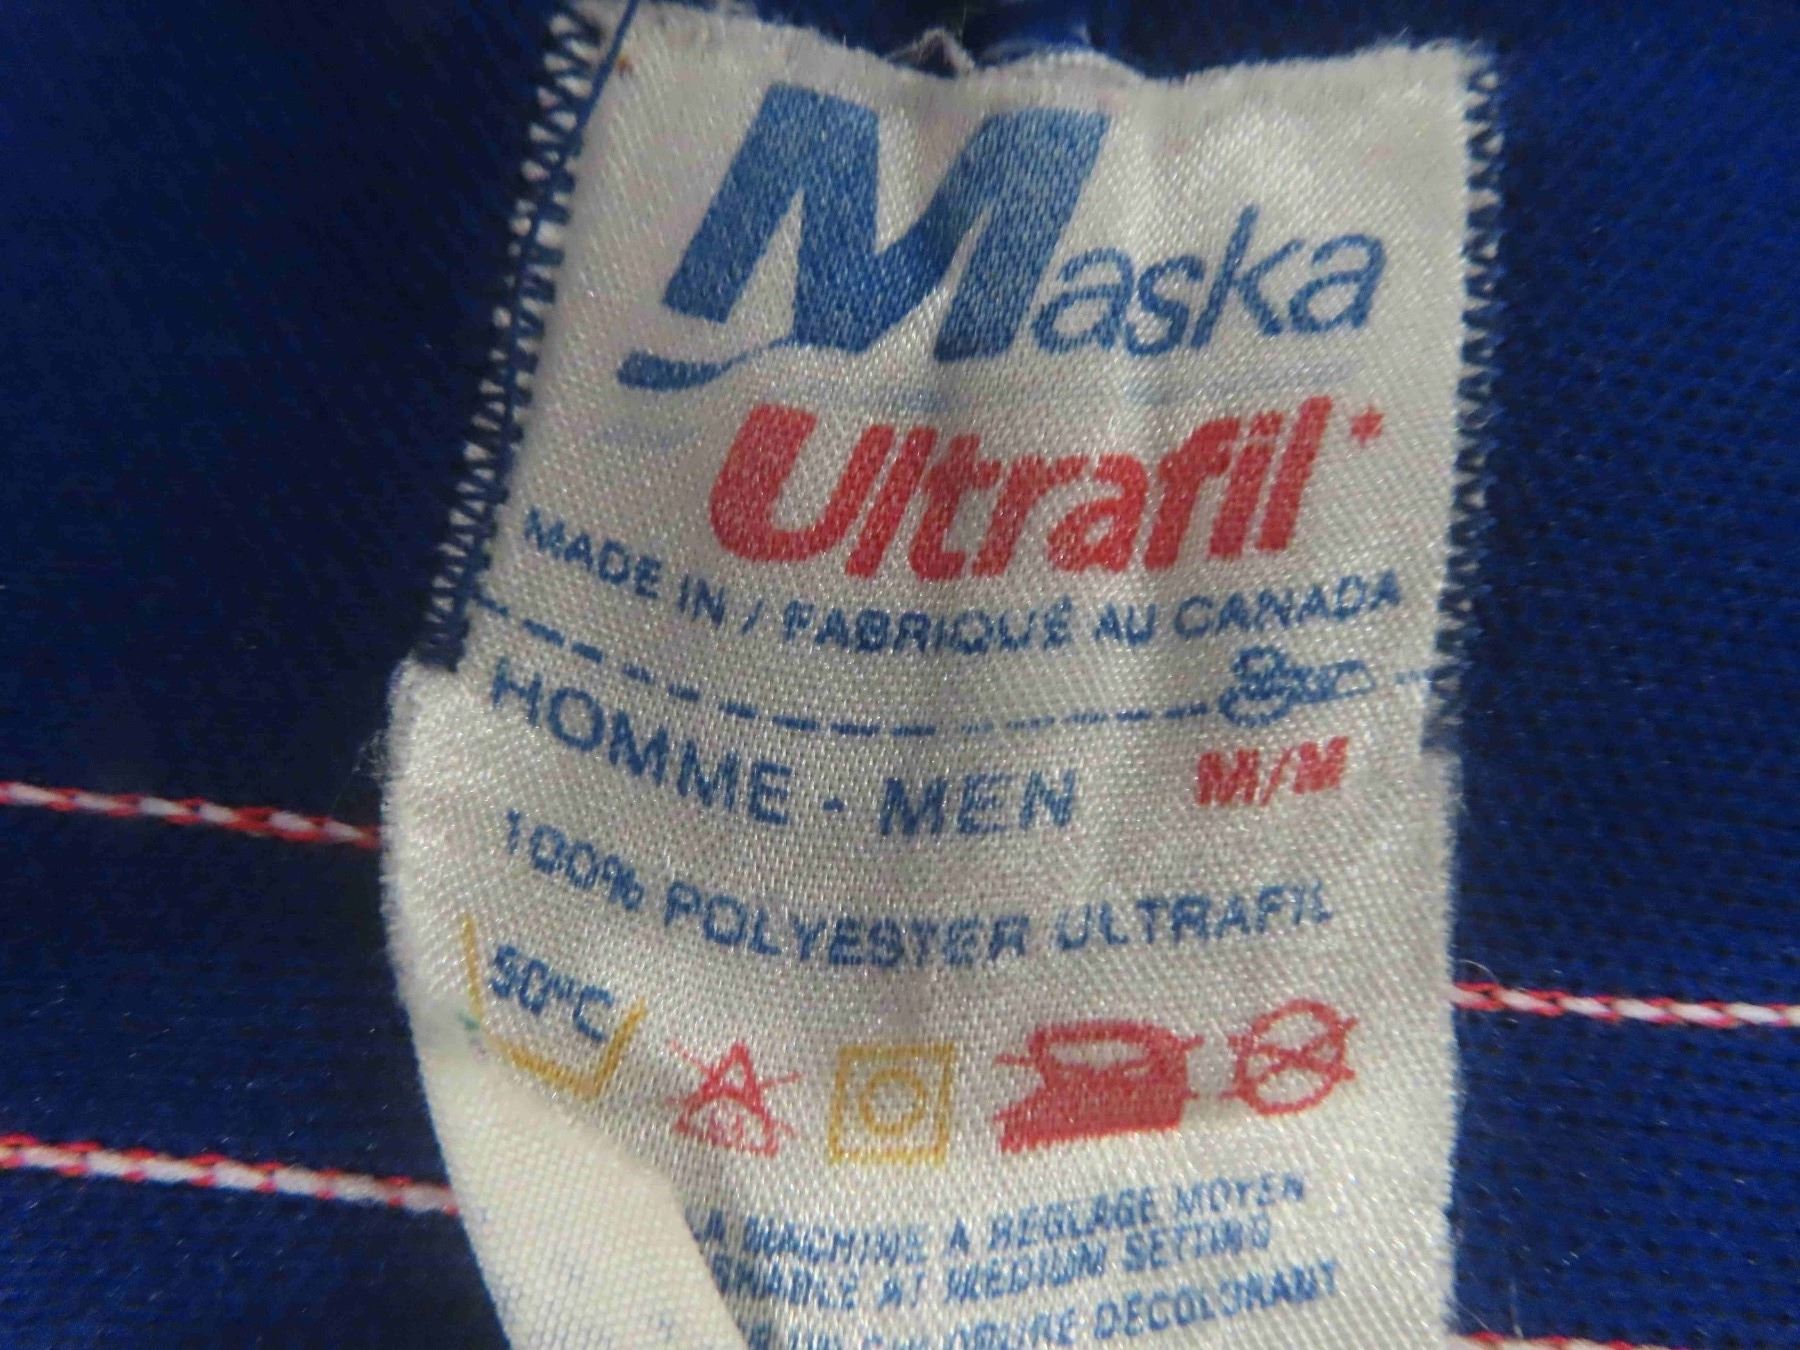 Maska
Ultrafil*
MADE IN / FABRIQUÉ AU CANADA
HOMME - MEN M/M
100% POLYESTER ULTRAFIL
50°C
A MACHINE A REGLAGE MOYEN
AT MEDIUM SETTING
CHLORURE DECOLORANT